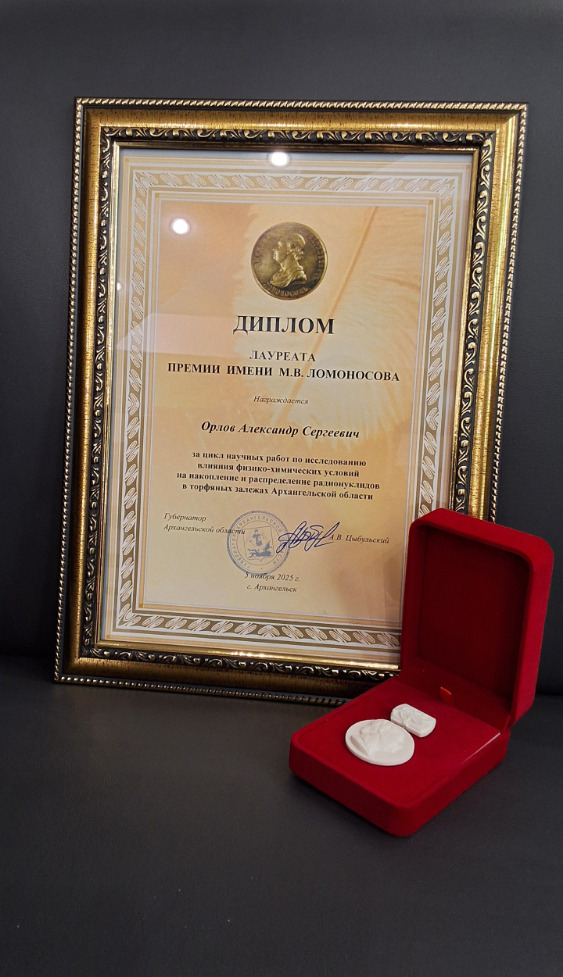 ДИПЛОМ
ЛАУРЕАТА
ПРЕМИИ ИМЕНИ М.В. ЛОМОНОСОВА
Награждается
Орлов Александр Сергеевич
за цикл научных работ по исследованию
влияния физико-химических условий
на накопление и распределение радионуклидов
в торфяных залежах Архангельской области
Губернатор
Архангельской области
А.В. Цыбульский
5 ноября 2025 г.
г. Архангельск